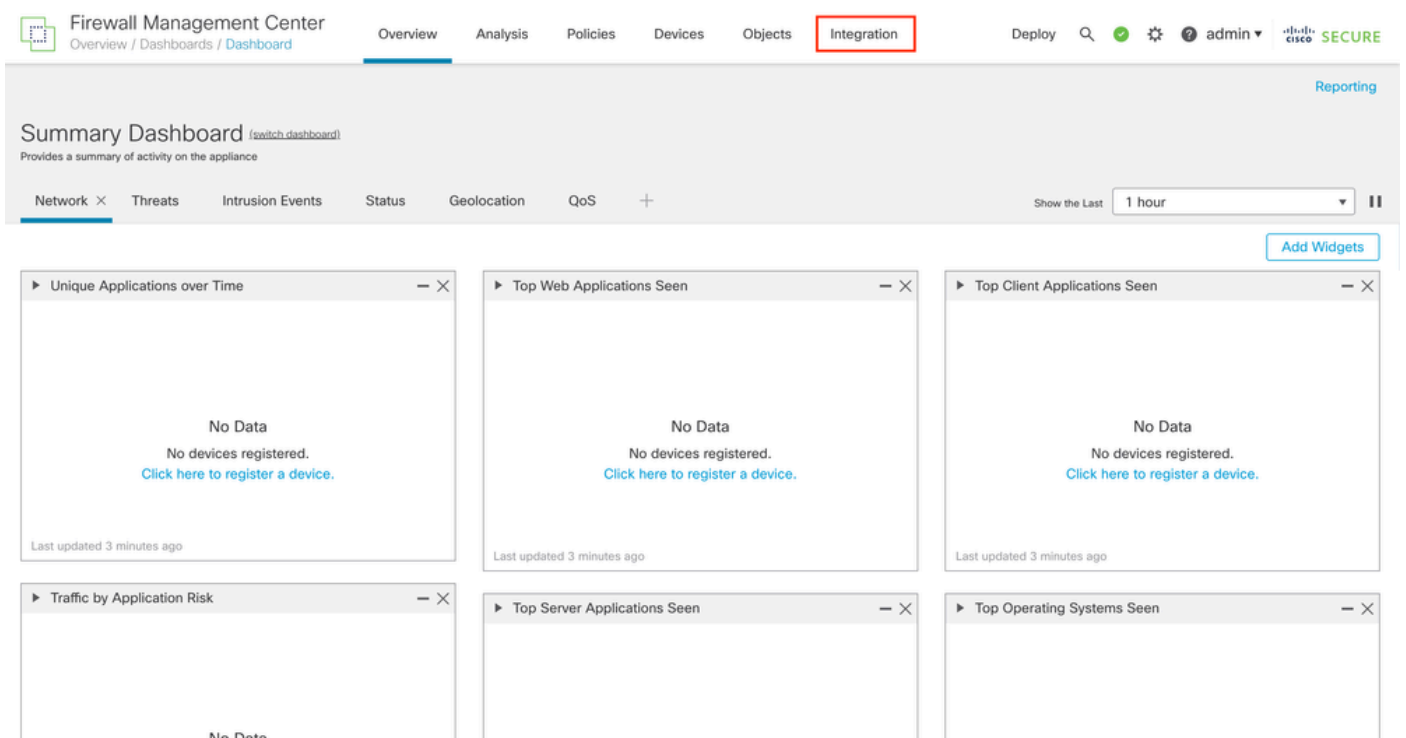 Firewall Management Center
Overview / Dashboards / Dashboard
Overview Analysis Policies Devices Objects Integration Deploy admin cisco SECURE
Reporting
Summary Dashboard (switch dashboard)
Provides a summary of activity on the appliance
Network Threats Intrusion Events Status Geolocation QoS Show the Last 1 hour
Add Widgets
Unique Applications over Time
No Data
No devices registered.
Click here to register a device.
Last updated 3 minutes ago
Top Web Applications Seen
No Data
No devices registered.
Click here to register a device.
Last updated 3 minutes ago
Top Client Applications Seen
No Data
No devices registered.
Click here to register a device.
Last updated 3 minutes ago
Traffic by Application Risk
No Data
Top Server Applications Seen
Top Operating Systems Seen